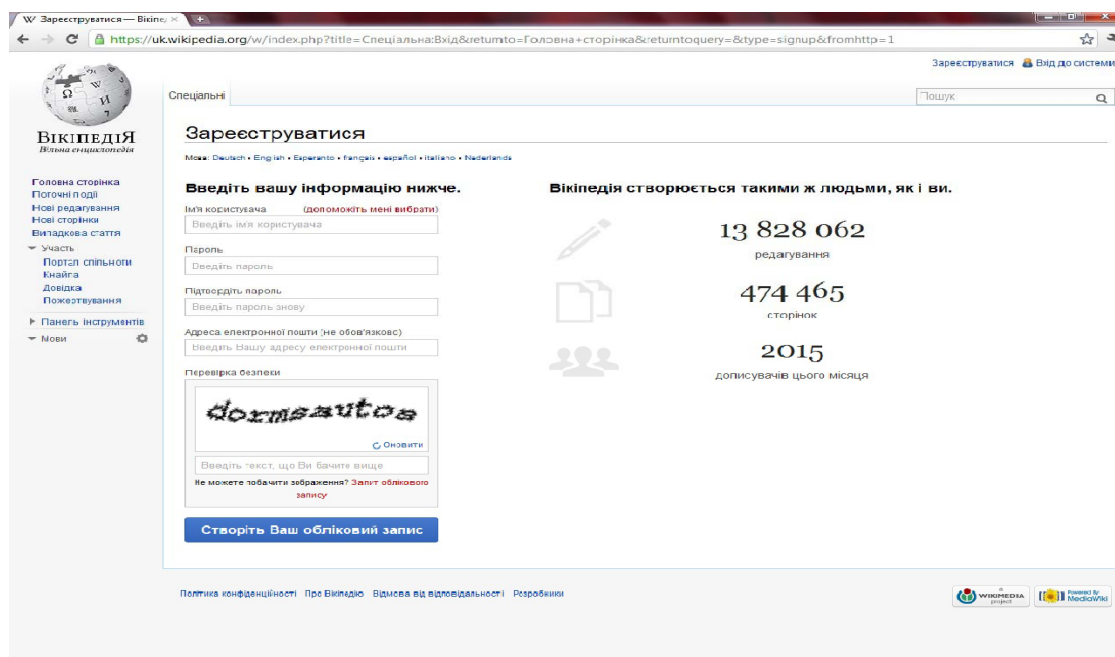 Зареєструватися — Вікіпе
https://uk.wikipedia.org/w/index.php?title=Спеціальна:Вхід&returnto=Головна+сторінка&returntoquery=&type=signup&fromhttp=1
Зареєструватися Вхід до системи
Спеціальні
Пошук
ВІКІПЕДІЯ
Вільна енциклопедія
Зареєструватися
Мова: Deutsch • English • Esperanto • français • español • italiano • Nederlands
Головна сторінка
Поточні події
Нові редагування
Нові сторінки
Випадкова стаття
Участь
Портал спільноти
Кнайпа
Довідка
Пожертвування
Панель інструментів
Мови
Введіть вашу інформацію нижче.
Ім'я користувача (допоможіть мені вибрати)
Введіть ім'я користувача
Пароль
Введіть пароль
Підтвердіть пароль
Введіть пароль знову
Адреса електронної пошти (не обов'язково)
Введіть Вашу адресу електронної пошти
Перевірка безпеки
dormsautos
Оновити
Введіть текст, що Ви бачите вище
Не можете побачити зображення? Запит облікового
запису
Створіть Ваш обліковий запис
Вікіпедія створюється такими ж людьми, як і ви.
13 828 062
редагування
474 465
сторінок
2015
дописувачів цього місяця
Політика конфіденційності Про Вікіпедію Відмова від відповідальності Розробники
a
WIKIMEDIA
project
Powered By
MediaWiki